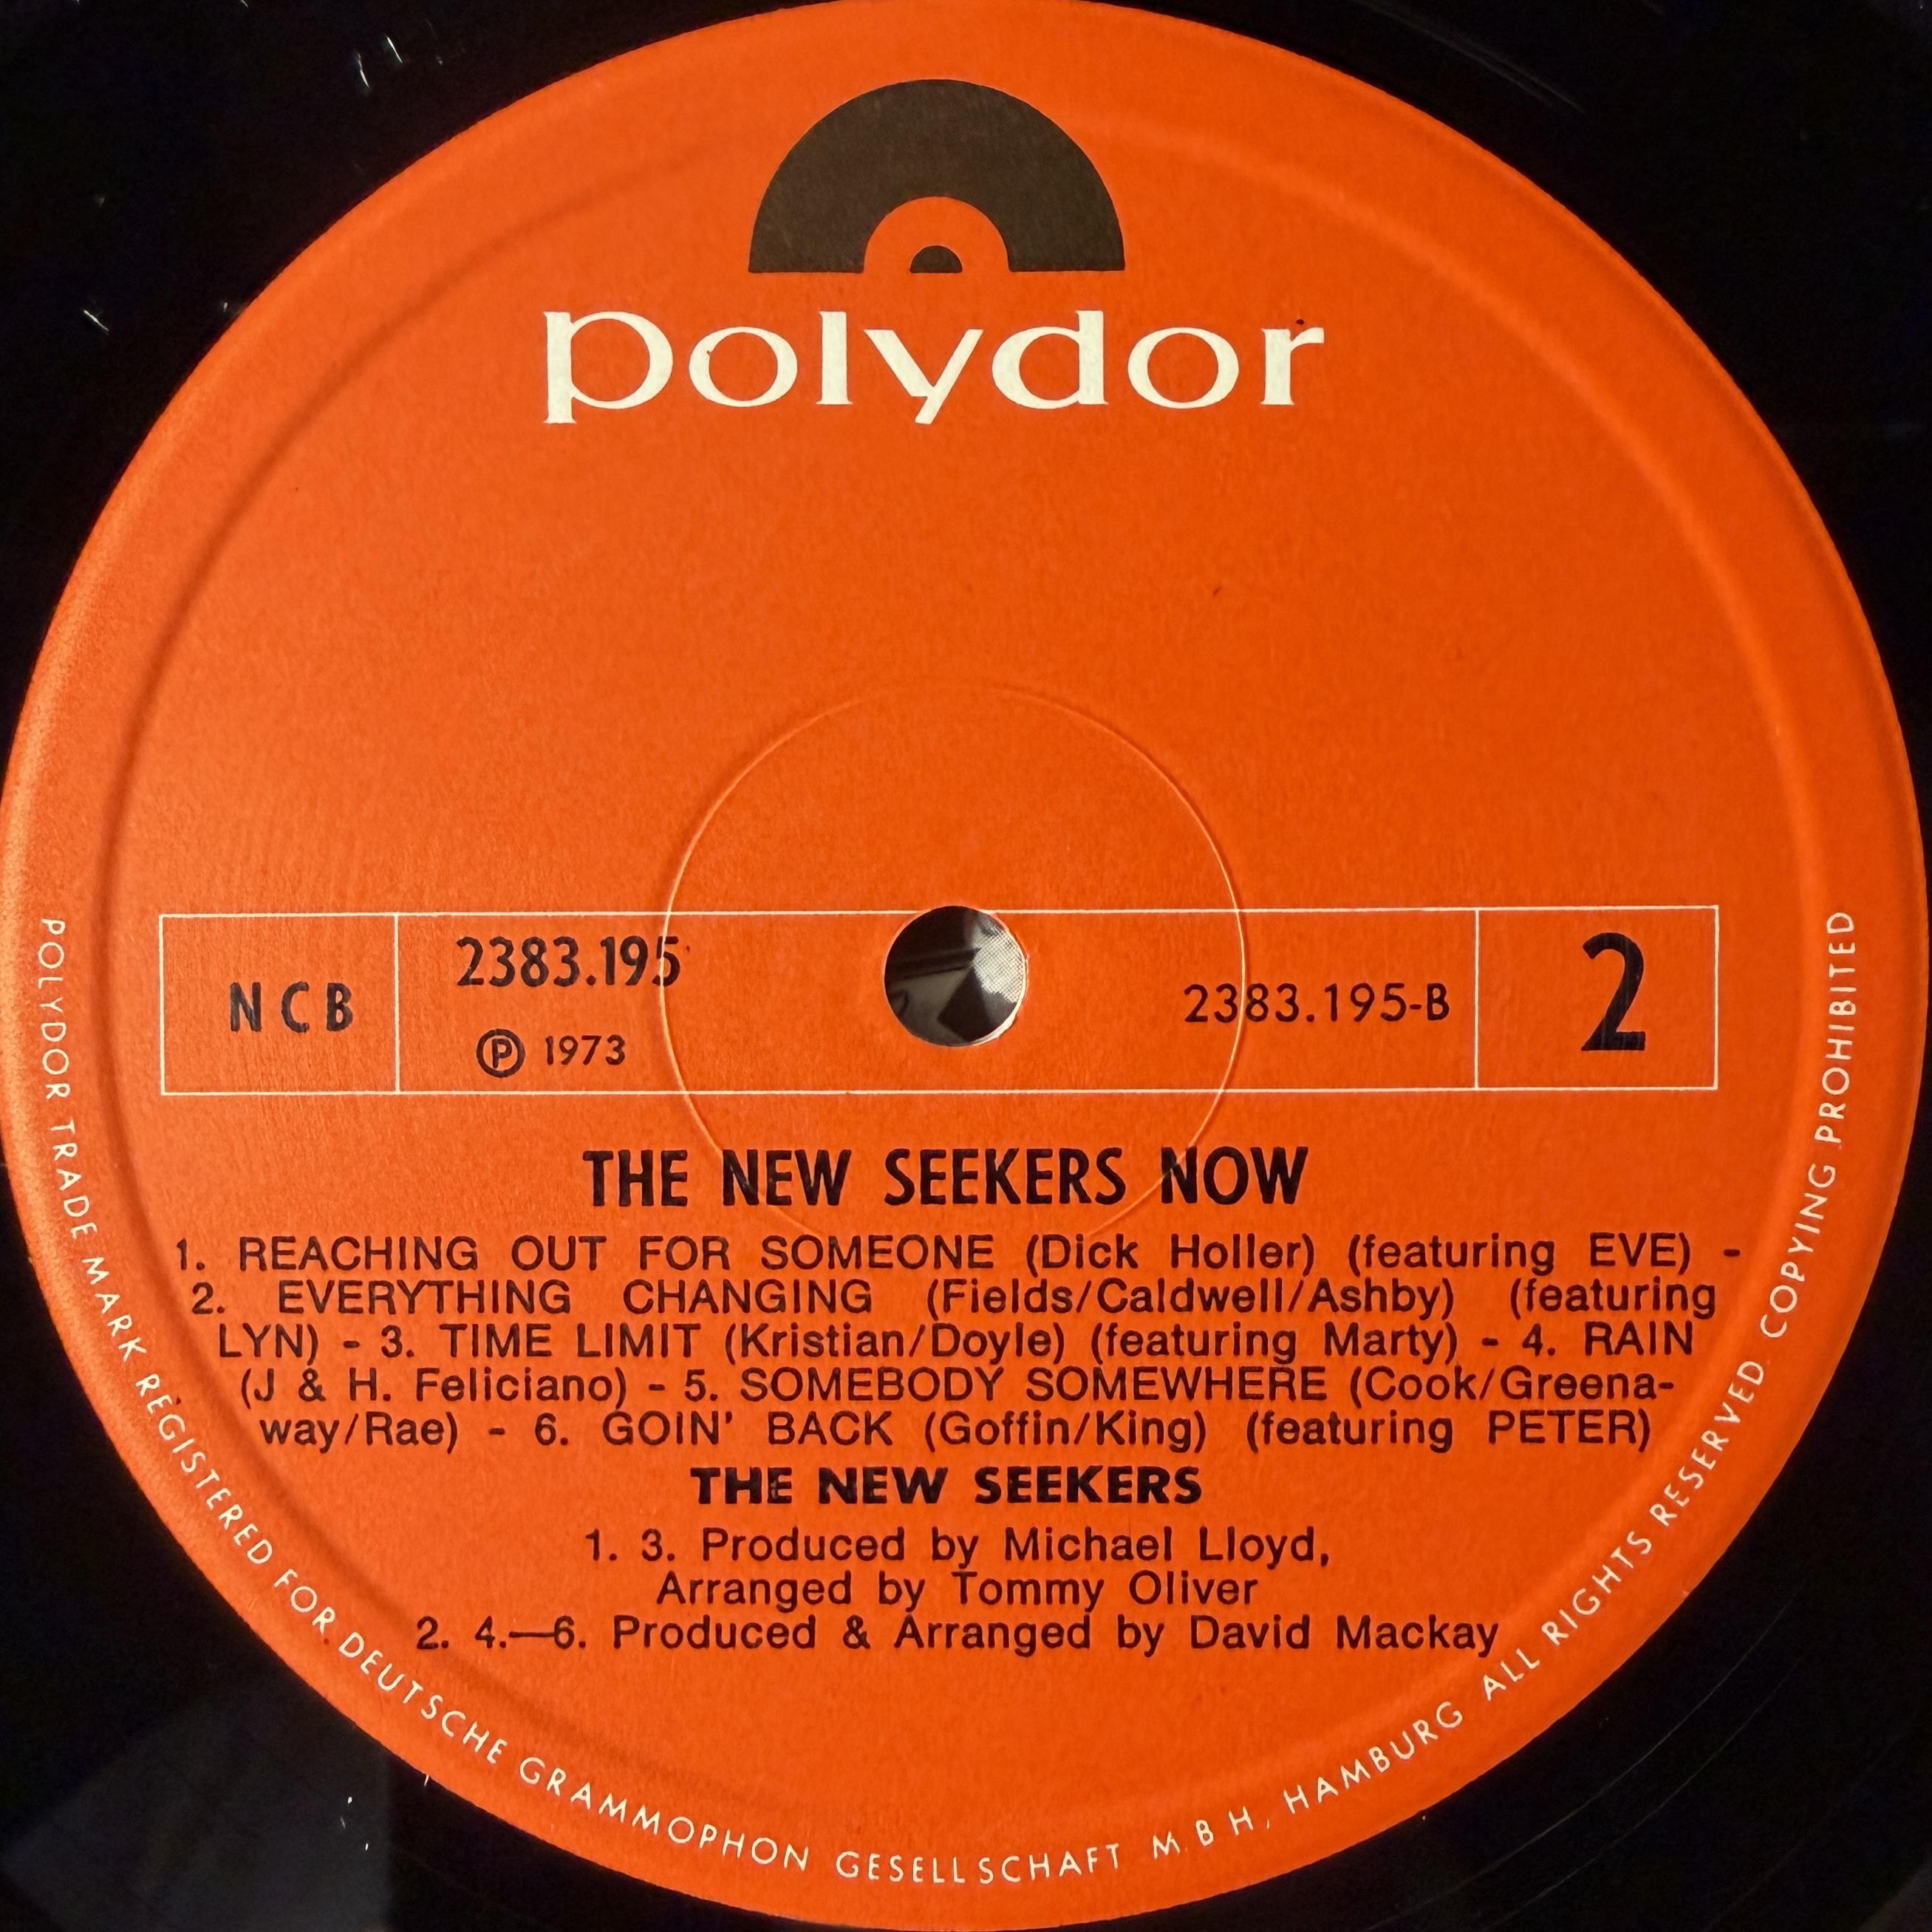 polydor
NCB
2383.195
Ⓟ 1973
2383.195-B
2
THE NEW SEEKERS NOW
1. REACHING OUT FOR SOMEONE (Dick Holler) (featuring EVE) -
2. EVERYTHING CHANGING (Fields/Caldwell/Ashby) (featuring
LYN) - 3. TIME LIMIT (Kristian/Doyle) (featuring Marty) - 4. RAIN
(J & H. Feliciano) - 5. SOMEBODY SOMEWHERE (Cook/Greena-
way/Rae) - 6. GOIN' BACK (Goffin/King) (featuring PETER)
THE NEW SEEKERS
1. 3. Produced by Michael Lloyd,
Arranged by Tommy Oliver
2. 4.—6. Produced & Arranged by David Mackay
POLYDOR TRADE MARK REGISTERED FOR DEUTSCHE GRAMMOPHON GESELLSCHAFT M.B.H., HAMBURG ALL RIGHTS RESERVED COPYING PROHIBITED